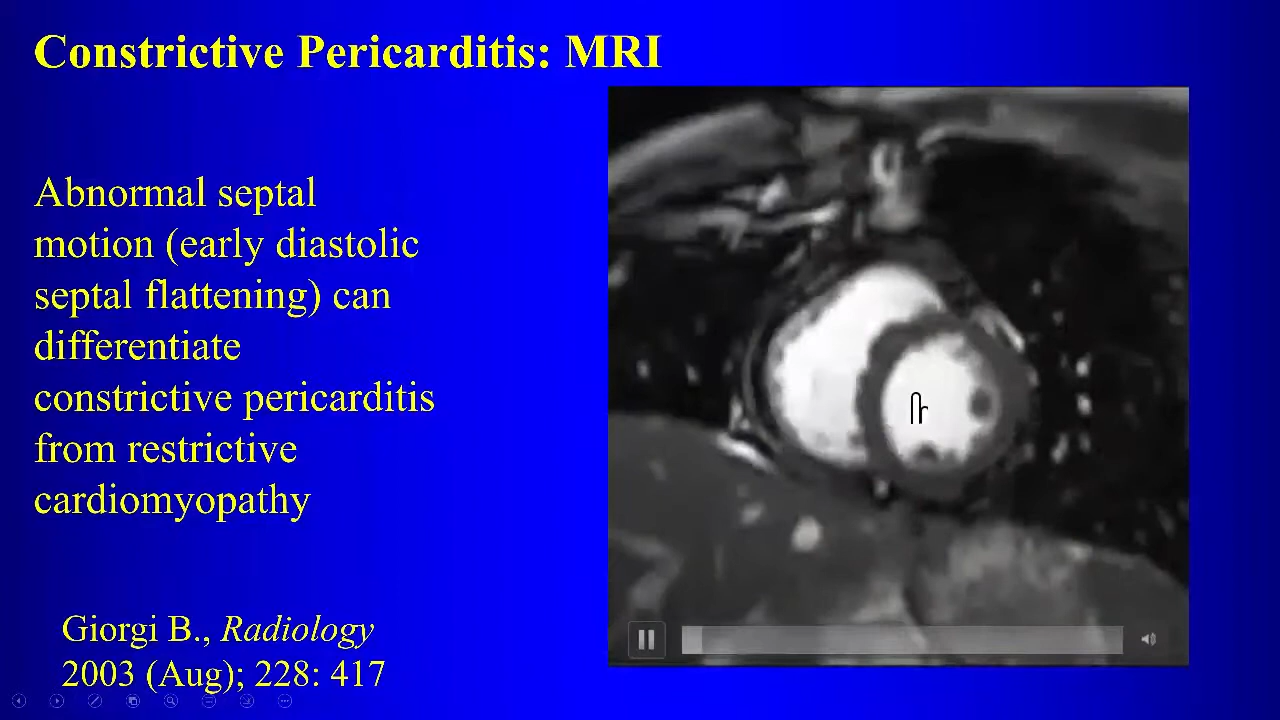 Constrictive Pericarditis: MRI
Abnormal septal
motion (early diastolic
septal flattening) can
differentiate
constrictive pericarditis
from restrictive
cardiomyopathy
Giorgi B., Radiology
2003 (Aug); 228: 417